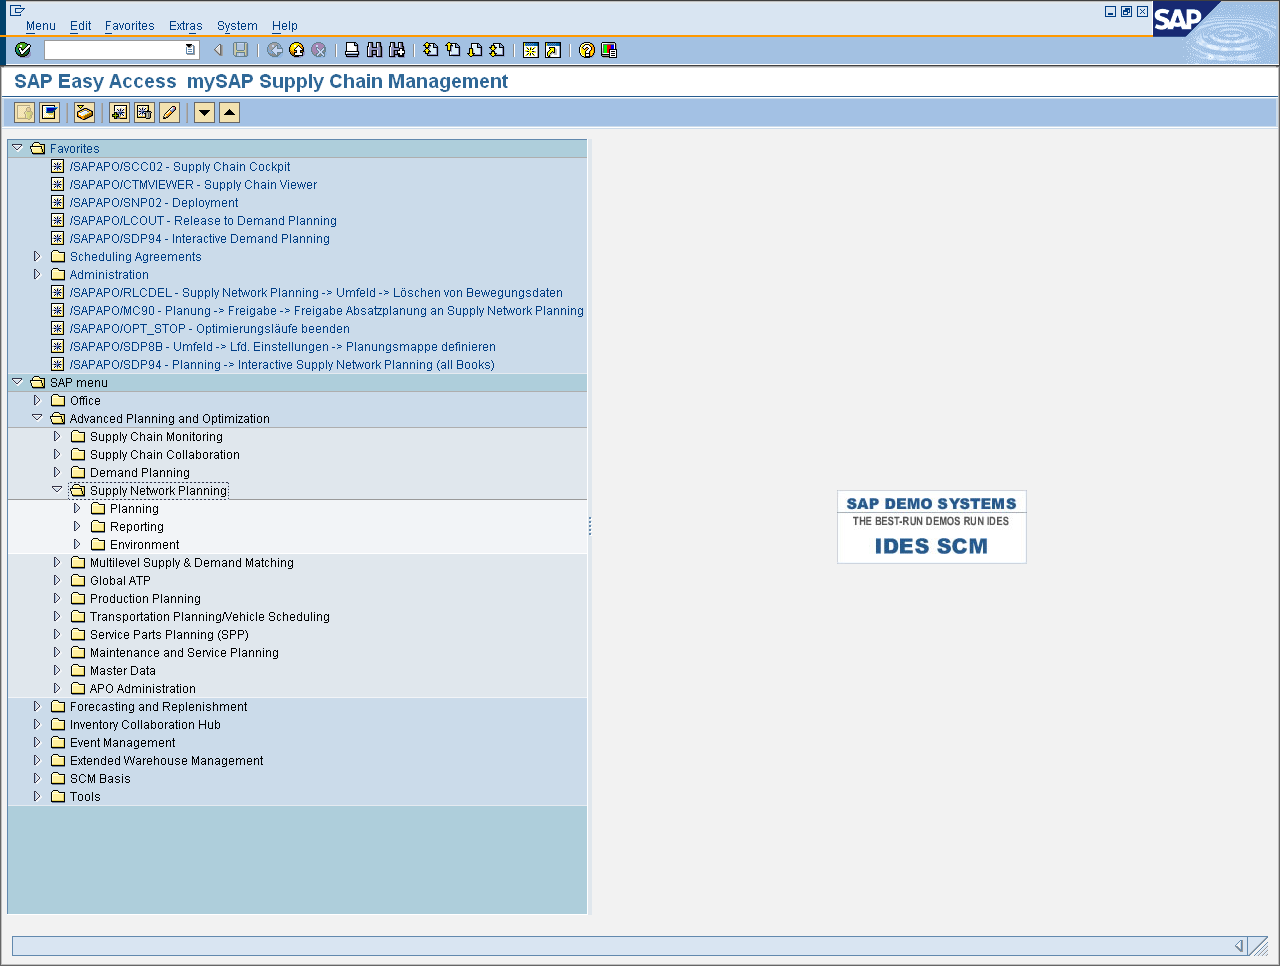 Menu Edit Favorites Extras System Help
SAP
SAP Easy Access mySAP Supply Chain Management
Favorites
/SAPAPO/SCC02 - Supply Chain Cockpit
/SAPAPO/CTMVIEWER - Supply Chain Viewer
/SAPAPO/SNP02 - Deployment
/SAPAPO/LCOUT - Release to Demand Planning
/SAPAPO/SDP94 - Interactive Demand Planning
Scheduling Agreements
Administration
/SAPAPO/RLCDEL - Supply Network Planning -> Umfeld -> Löschen von Bewegungsdaten
/SAPAPO/MC90 - Planung -> Freigabe -> Freigabe Absatzplanung an Supply Network Planning
/SAPAPO/OPT_STOP - Optimierungsläufe beenden
/SAPAPO/SDP8B - Umfeld -> Lfd. Einstellungen -> Planungsmappe definieren
/SAPAPO/SDP94 - Planning -> Interactive Supply Network Planning (all Books)
SAP menu
Office
Advanced Planning and Optimization
Supply Chain Monitoring
Supply Chain Collaboration
Demand Planning
Supply Network Planning
Planning
Reporting
Environment
Multilevel Supply & Demand Matching
Global ATP
Production Planning
Transportation Planning/Vehicle Scheduling
Service Parts Planning (SPP)
Maintenance and Service Planning
Master Data
APO Administration
Forecasting and Replenishment
Inventory Collaboration Hub
Event Management
Extended Warehouse Management
SCM Basis
Tools
SAP DEMO SYSTEMS
THE BEST-RUN DEMOS RUN IDES
IDES SCM